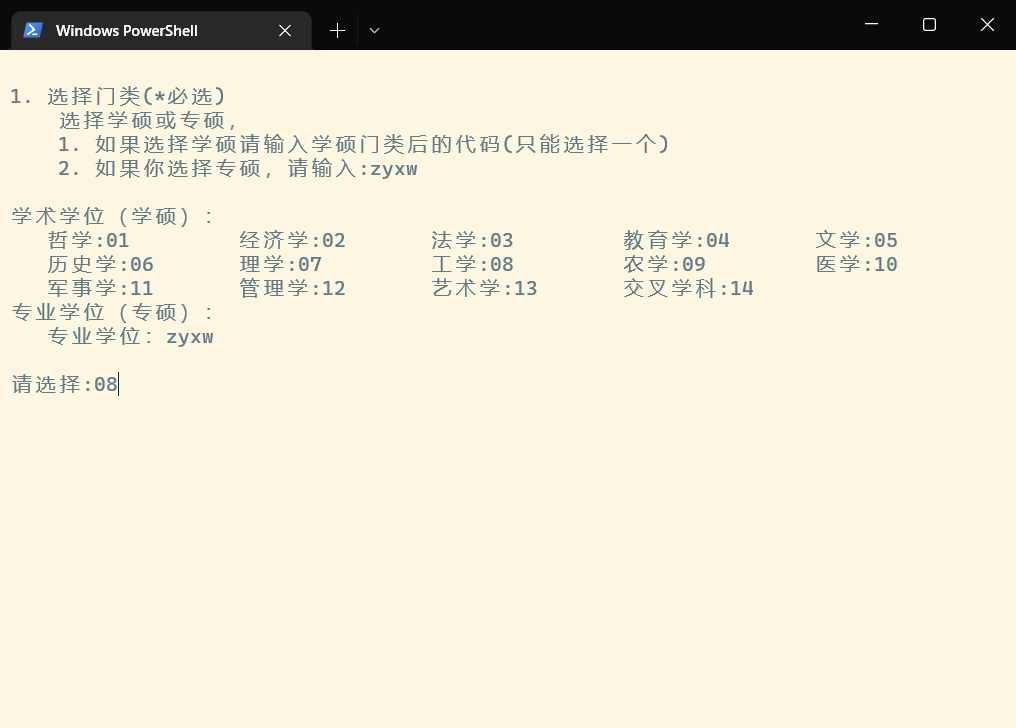 Windows PowerShell
1. 选择门类(*必选)
选择学硕或专硕,
1. 如果选择学硕请输入学硕门类后的代码(只能选择一个)
2. 如果你选择专硕, 请输入:zyxw
学术学位（学硕）:
哲学:01 经济学:02 法学:03 教育学:04 文学:05
历史学:06 理学:07 工学:08 农学:09 医学:10
军事学:11 管理学:12 艺术学:13 交叉学科:14
专业学位（专硕）:
专业学位: zyxw
请选择:08